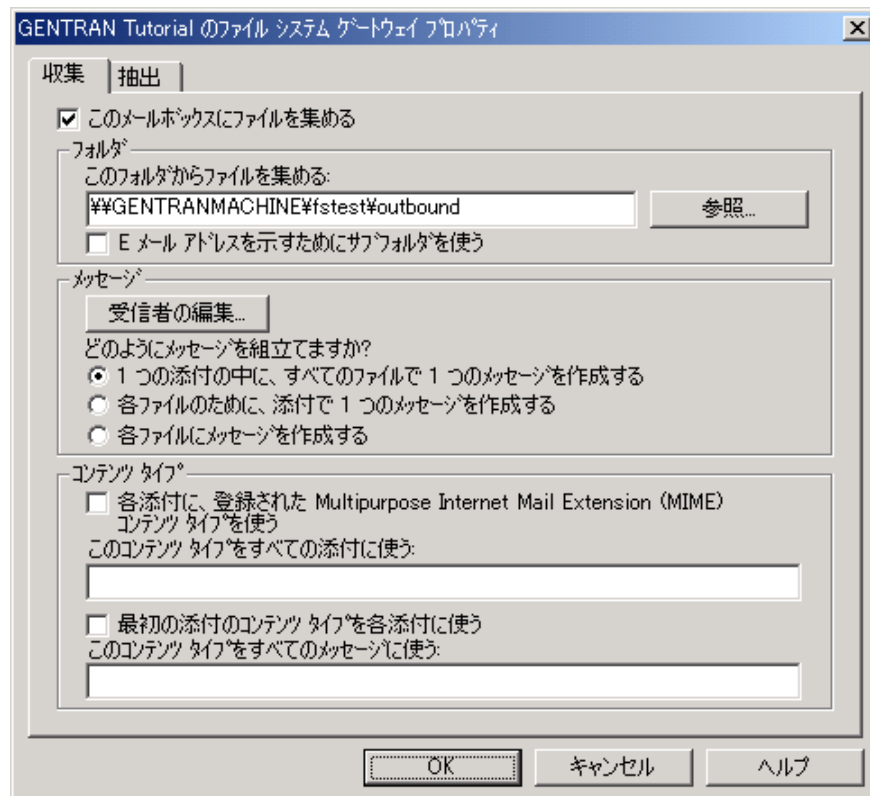 GENTRAN Tutorial のファイル システム ゲートウェイ プロパティ
収集
抽出
このメールボックスにファイルを集める
フォルダ
このフォルダからファイルを集める:
¥¥GENTRANMACHINE¥fstest¥outbound
参照...
E メール アドレスを示すためにサブフォルダを使う
メッセージ
受信者の編集...
どのようにメッセージを組立てますか?
1 つの添付の中に、すべてのファイルで 1 つのメッセージを作成する
各ファイルのために、添付で 1 つのメッセージを作成する
各ファイルにメッセージを作成する
コンテンツ タイプ
各添付に、登録された Multipurpose Internet Mail Extension (MIME)
コンテンツ タイプを使う
このコンテンツ タイプをすべての添付に使う:
最初の添付のコンテンツ タイプを各添付に使う
このコンテンツ タイプをすべてのメッセージに使う:
OK
キャンセル
ヘルプ